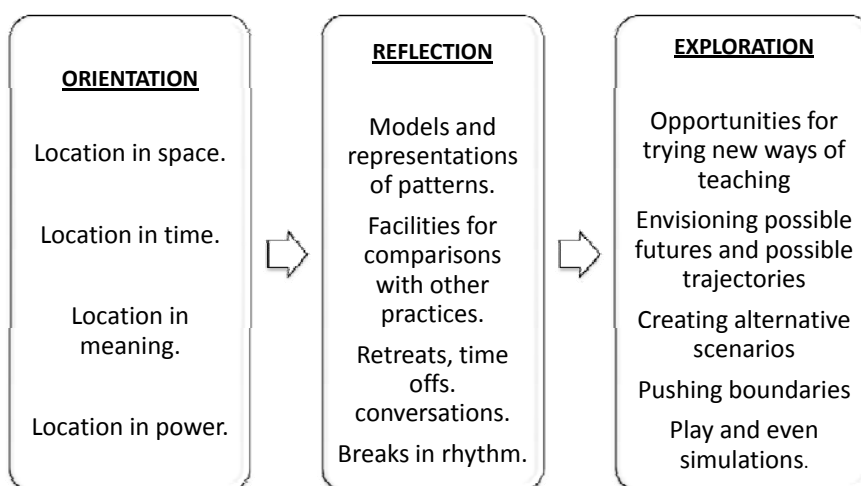 ORIENTATION
Location in space.
Location in time.
Location in
meaning.
Location in power.
REFLECTION
Models and
representations
of patterns.
Facilities for
comparisons
with other
practices.
Retreats, time
offs.
conversations.
Breaks in rhythm.
EXPLORATION
Opportunities for
trying new ways of
teaching
Envisioning possible
futures and possible
trajectories
Creating alternative
scenarios
Pushing boundaries
Play and even
simulations.